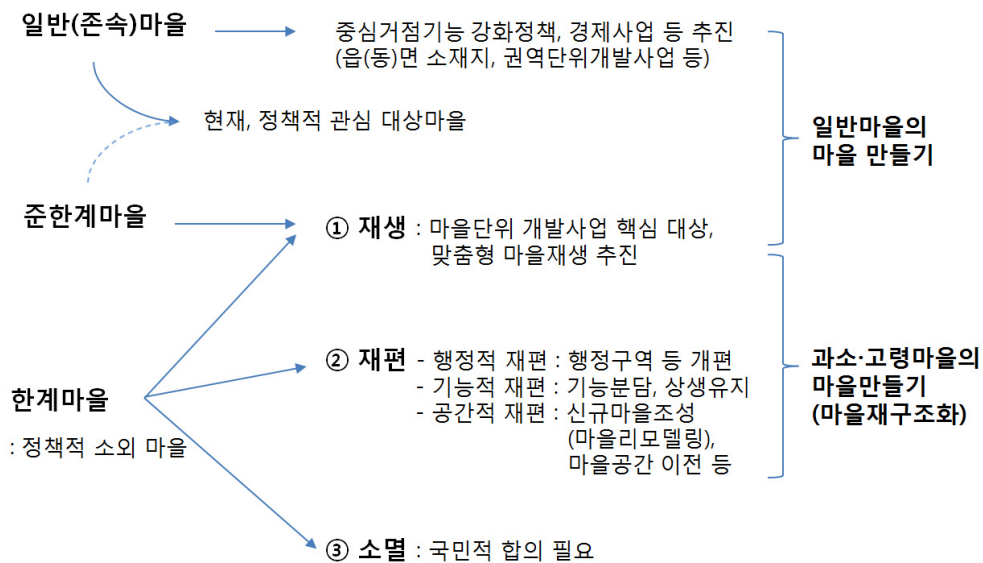 일반(존속)마을
중심거점기능 강화정책, 경제사업 등 추진
(읍(동)면 소재지, 권역단위개발사업 등)
현재, 정책적 관심 대상마을
일반마을의
마을 만들기
준한계마을
① 재생 : 마을단위 개발사업 핵심 대상,
맞춤형 마을재생 추진
② 재편 - 행정적 재편 : 행정구역 등 개편
- 기능적 재편 : 기능분담, 상생유지
- 공간적 재편 : 신규마을조성
(마을리모델링),
마을공간 이전 등
과소·고령마을의
마을만들기
(마을재구조화)
한계마을
: 정책적 소외 마을
③ 소멸 : 국민적 합의 필요